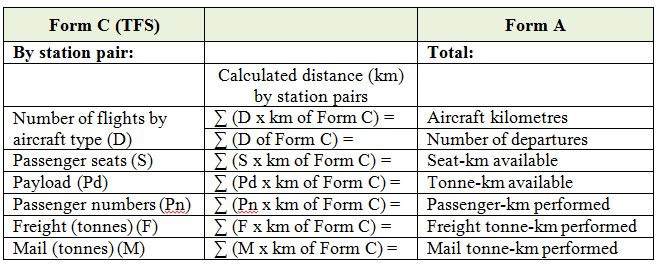 Form C (TFS) Form A
By station pair: Total:
Calculated distance (km)
by station pairs
Number of flights by ∑ (D x km of Form C) = Aircraft kilometres
aircraft type (D) ∑ (D of Form C) = Number of departures
Passenger seats (S) ∑ (S x km of Form C) = Seat-km available
Payload (Pd) ∑ (Pd x km of Form C) = Tonne-km available
Passenger numbers (Pn) ∑ (Pn x km of Form C) = Passenger-km performed
Freight (tonnes) (F) ∑ (F x km of Form C) = Freight tonne-km performed
Mail (tonnes) (M) ∑ (M x km of Form C) = Mail tonne-km performed